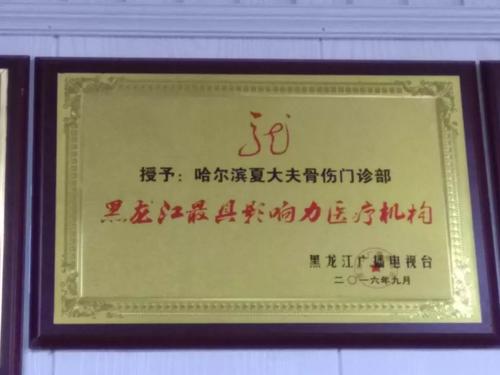 龙
授予：哈尔滨夏大夫骨伤门诊部
黑龙江最具影响力医疗机构
黑龙江广播电视台
二〇一六年九月